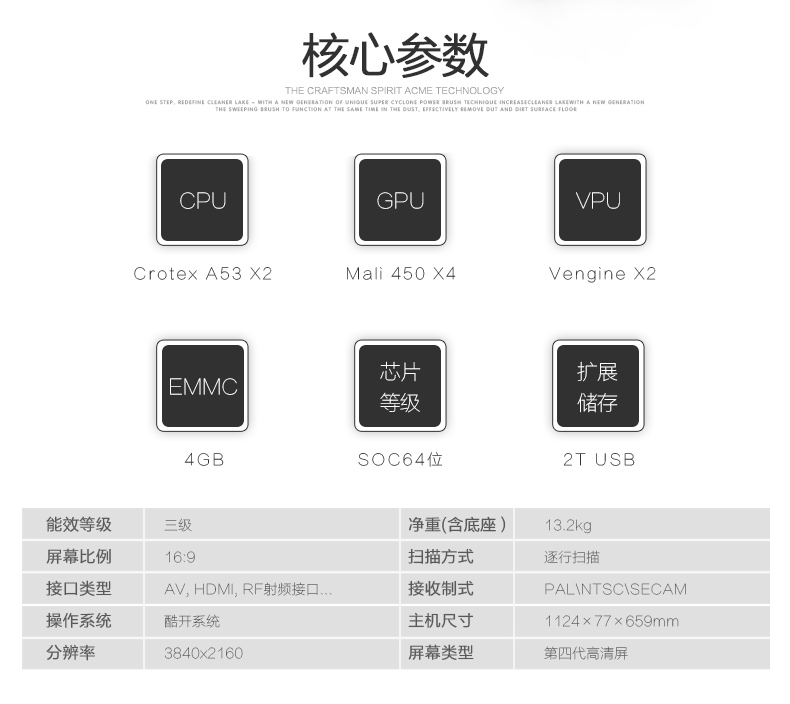 核心参数
THE CRAFTSMAN SPIRIT ACME TECHNOLOGY
ONE STEP, REDEFINE CLEANER LAKE – WITH A NEW GENERATION OF UNIQUE SUPER CYCLONE POWER BRUSH TECHNIQUE INCREASECLEANER LAKEWITH A NEW GENERATION
THE SWEEPING BRUSH TO FUNCTION AT THE SAME TIME IN THE DUST, EFFECTIVELY REMOVE OUT AND DIRT SURFACE FLOOR
CPU GPU VPU
Crotex A53 X2 Mali 450 X4 Vengine X2
EMMC 芯片 扩展
等级 储存
4GB SOC64位 2T USB
能效等级 三级 净重(含底座) 13.2kg
屏幕比例 16:9 扫描方式 逐行扫描
接口类型 AV, HDMI, RF射频接口... 接收制式 PAL\NTSC\SECAM
操作系统 酷开系统 主机尺寸 1124×77×659mm
分辨率 3840x2160 屏幕类型 第四代高清屏